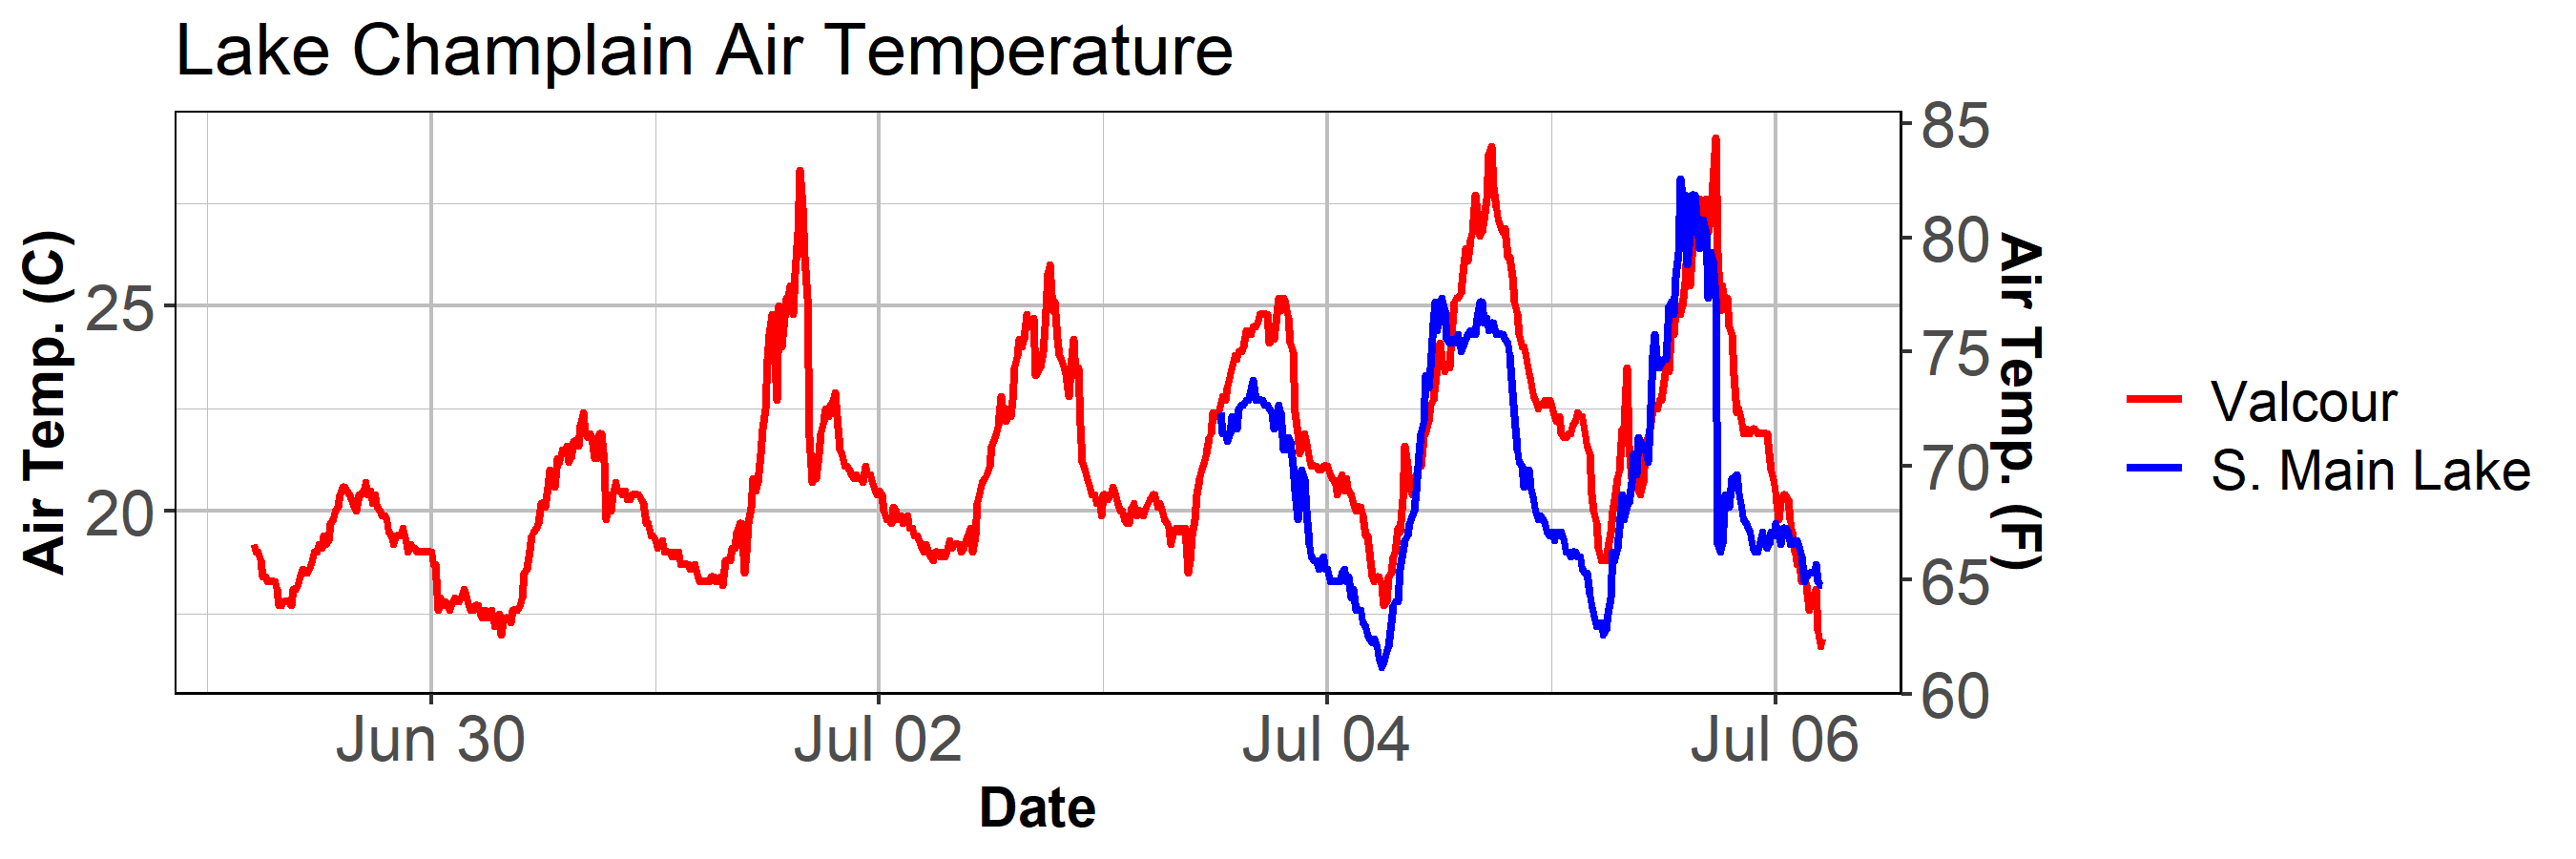 Lake Champlain Air Temperature
Air Temp. (C)
25
20
85
80
75
70
65
60
Air Temp. (F)
Jun 30
Jul 02
Jul 04
Jul 06
Date
Valcour
S. Main Lake